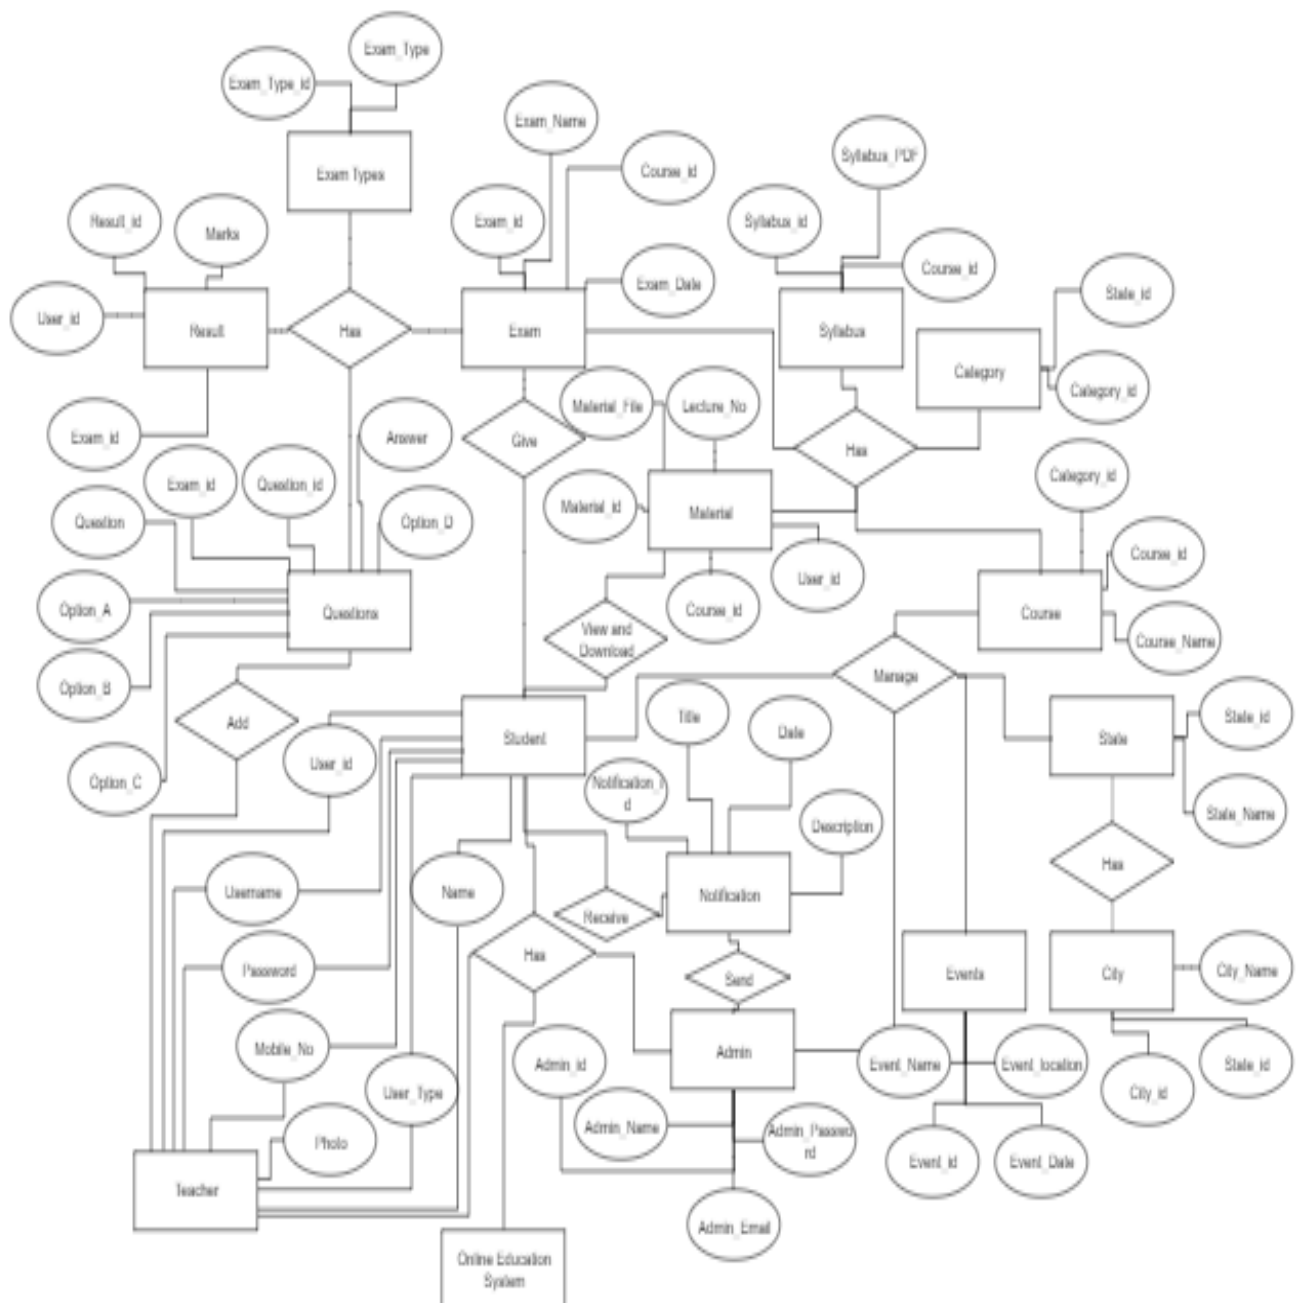 Exam_Type
Exam_Type_id
Exam_Name
Syllabus_PDF
Exam Types
Course_id
Result_id
Marks
Exam_id
Syllabus_id
Course_id
Exam_Date
State_id
User_id
Result
Has
Exam
Syllabus
Category
Category_id
Material_File
Lecture_No
Exam_id
Answer
Give
Has
Exam_id
Question_id
Category_id
Question
Option_D
Material_id
Material
Course_id
User_id
Option_A
Questions
Course_id
Course
View and
Download
Course_Name
Option_B
Manage
Add
Title
State_id
Student
Date
State
User_id
Option_C
Notification_i
d
State_Name
Description
Has
Username
Name
Notification
Receive
Has
Password
Send
Events
City
City_Name
Mobile_No
Admin
Admin_id
Event_Name
Event_location
State_id
User_Type
City_id
Admin_Name
Admin_Passwo
rd
Photo
Event_id
Event_Date
Teacher
Admin_Email
Online Education
System